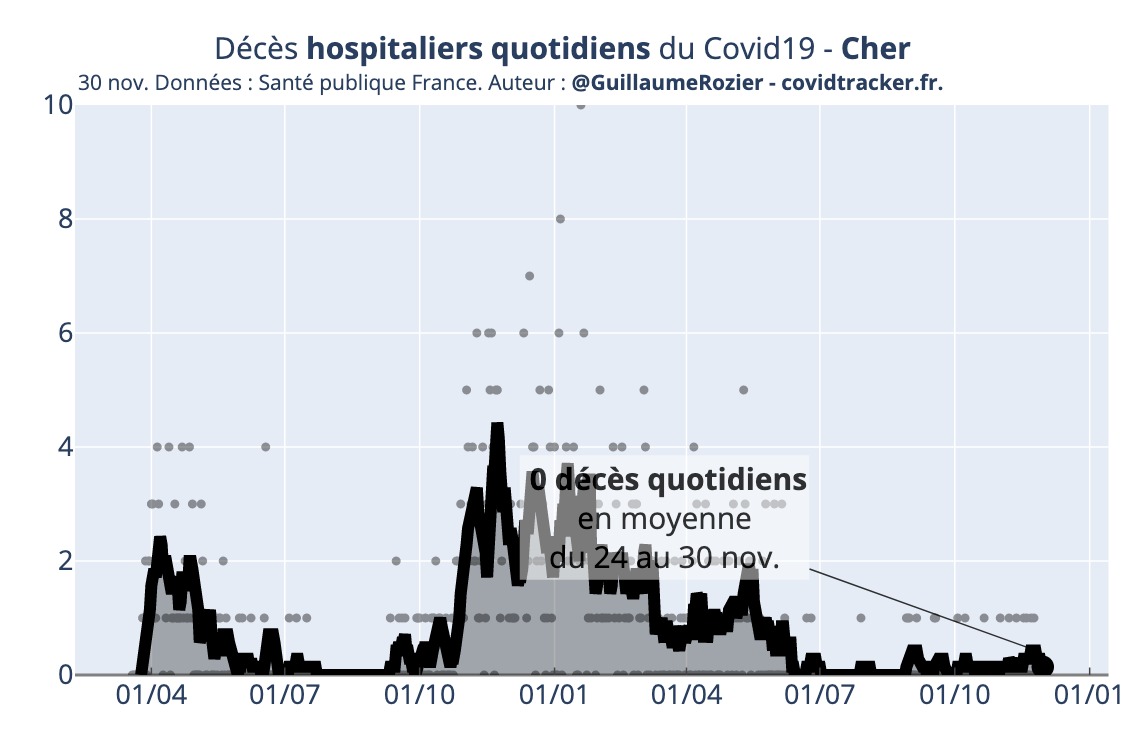 Décès hospitaliers quotidiens du Covid19 - Cher
30 nov. Données : Santé publique France. Auteur : @GuillaumeRozier - covidtracker.fr.
10
8
6
4
2
0
0 décès quotidiens
en moyenne
du 24 au 30 nov.
01/04 01/07 01/10 01/01 01/04 01/07 01/10 01/01